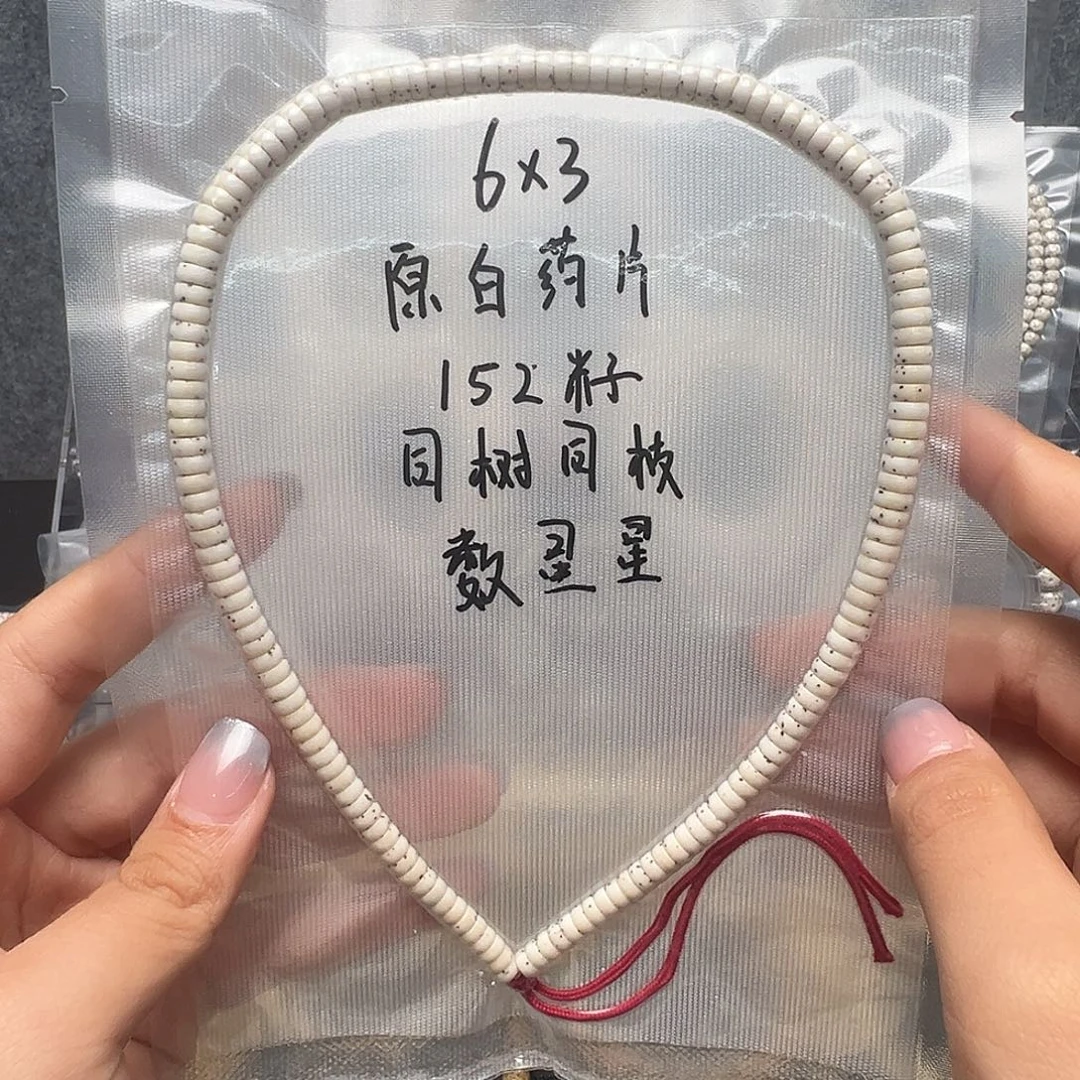 6x3
原白药片
152籽
同树同枝
数星星